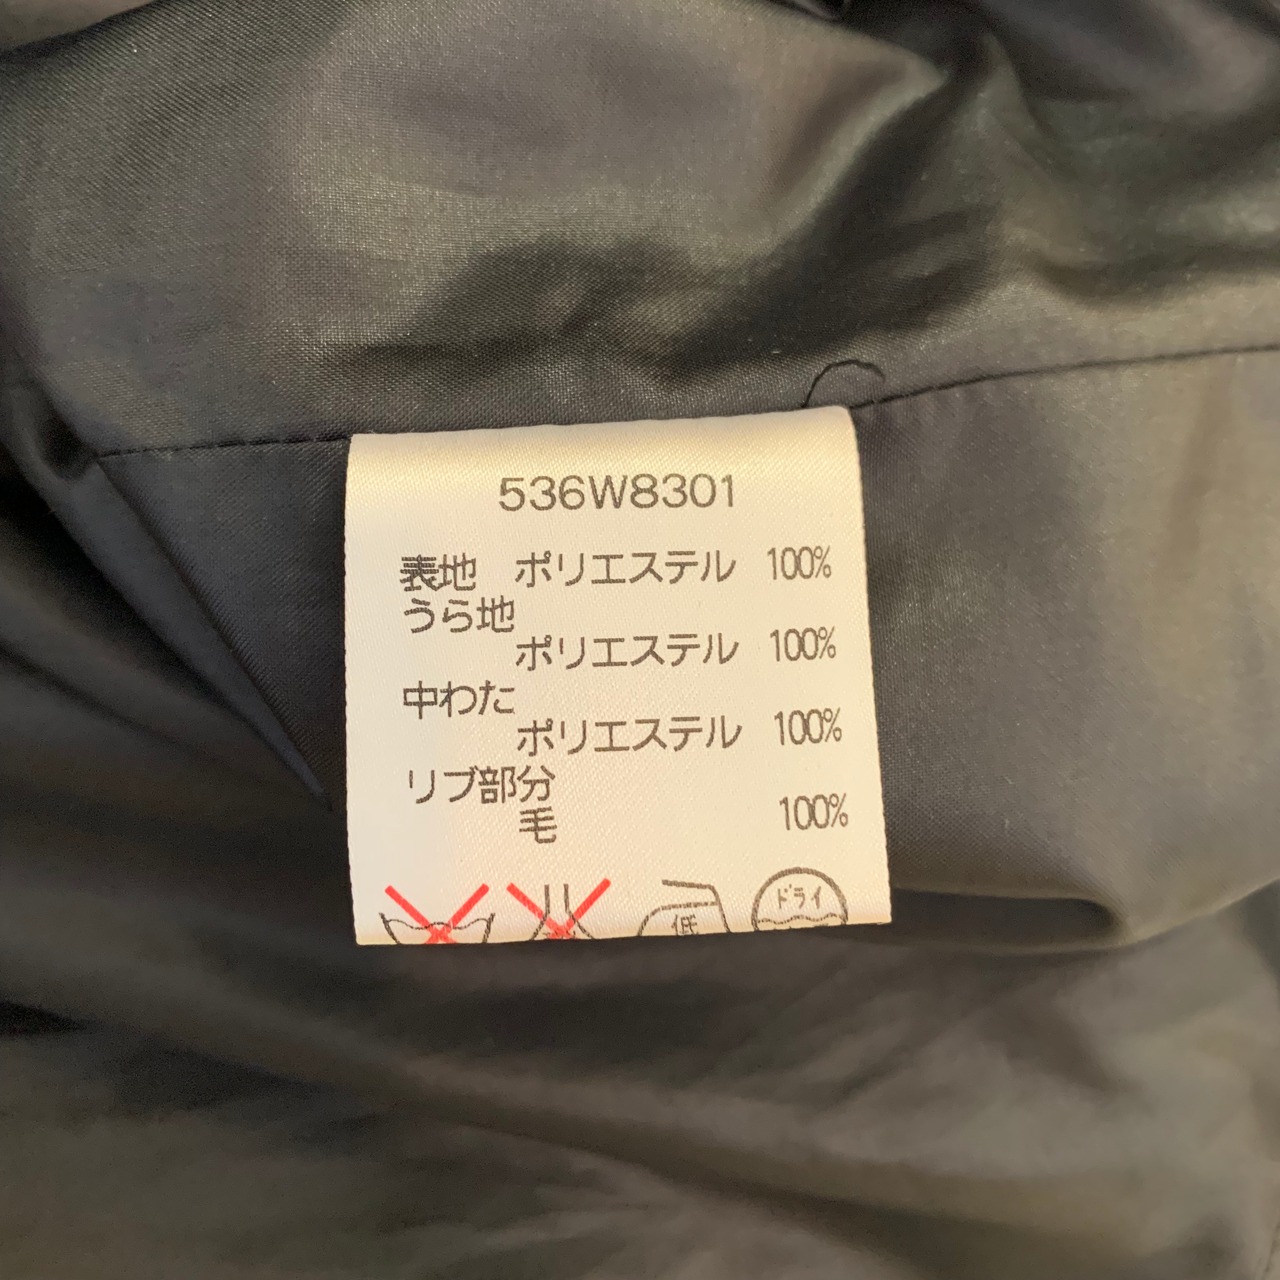 536W8301
表地 ポリエステル 100%
うら地
ポリエステル 100%
中わた
ポリエステル 100%
リブ部分
毛 100%
低 ドライ